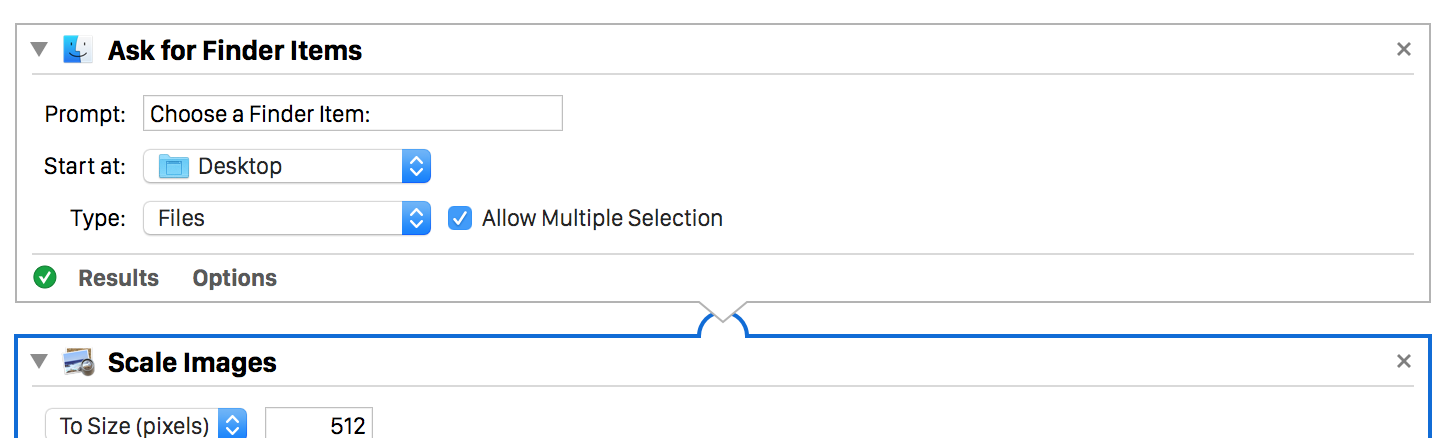 Ask for Finder Items
Prompt: Choose a Finder Item:
Start at: Desktop
Type: Files Allow Multiple Selection
Results Options
Scale Images
To Size (pixels) 512